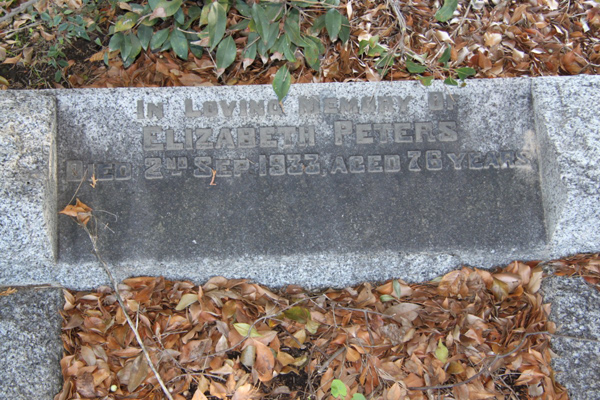 In Loving Memory of
Elizabeth Peters
Died 2nd Sep 1933, aged 76 years